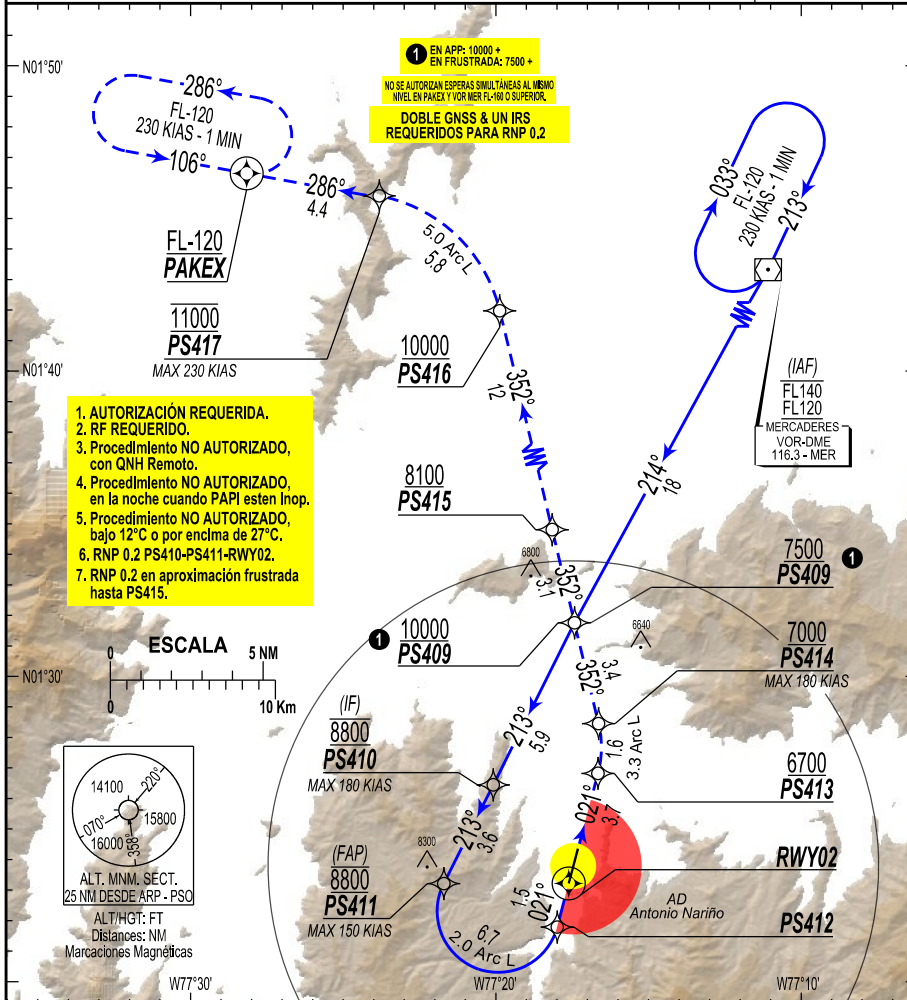 N01°50'
1 EN APP: 10000 +
EN FRUSTRADA: 7500 +
NO SE AUTORIZAN ESPERAS SIMULTÁNEAS AL MISMO
NIVEL EN PAKEX Y VOR MER FL-160 O SUPERIOR.
DOBLE GNSS & UN IRS
REQUERIDOS PARA RNP 0.2
286°
FL-120
230 KIAS - 1 MIN
106°
286°
4.4
FL-120
PAKEX
11000
PS417
MAX 230 KIAS
5.0 Arc L
5.8
033°
FL-120
230 KIAS - 1 MIN
213°
N01°40'
10000
PS416
352°
12
(IAF)
FL140
FL120
MERCADERES
VOR-DME
116.3 - MER
214°
18
1. AUTORIZACIÓN REQUERIDA.
2. RF REQUERIDO.
3. Procedimiento NO AUTORIZADO,
con QNH Remoto.
4. Procedimiento NO AUTORIZADO,
en la noche cuando PAPI esten Inop.
5. Procedimiento NO AUTORIZADO,
bajo 12°C o por encima de 27°C.
6. RNP 0.2 PS410-PS411-RWY02.
7. RNP 0.2 en aproximación frustrada
hasta PS415.
8100
PS415
6800
3.1
352°
7500
PS409
1
1
10000
PS409
6640
7000
PS414
MAX 180 KIAS
3.4
352°
ESCALA
0
5 NM
0
10 Km
N01°30'
(IF)
8800
PS410
MAX 180 KIAS
213°
5.9
1.6
3.3 Arc L
6700
PS413
14100
220°
15800
070°
16000
358°
ALT. MNM. SECT.
25 NM DESDE ARP - PSO
ALT/HGT: FT
Distances: NM
Marcaciones Magnéticas
213°
3.6
8300
(FAP)
8800
PS411
MAX 150 KIAS
021°
3.7
RWY02
1.5
021°
AD
Antonio Nariño
PS412
6.7
2.0 Arc L
W77°30'
W77°20'
W77°10'